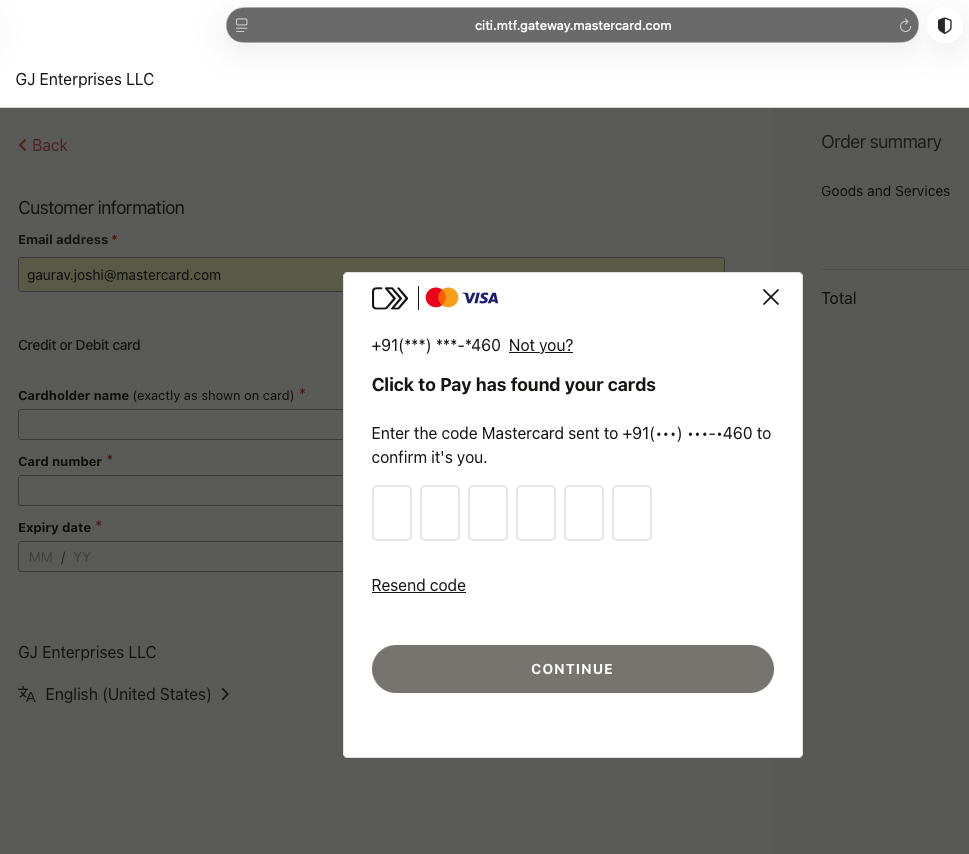 citi.mtf.gateway.mastercard.com
GJ Enterprises LLC
Back
Order summary
Customer information
Goods and Services
Email address *
gaurav.joshi@mastercard.com
Total
Credit or Debit card
Cardholder name (exactly as shown on card) *
Card number *
Expiry date *
MM / YY
GJ Enterprises LLC
English (United States)
VISA
+91(***) ***-*460 Not you?
Click to Pay has found your cards
Enter the code Mastercard sent to +91(•••) •••-•460 to
confirm it's you.
Resend code
CONTINUE